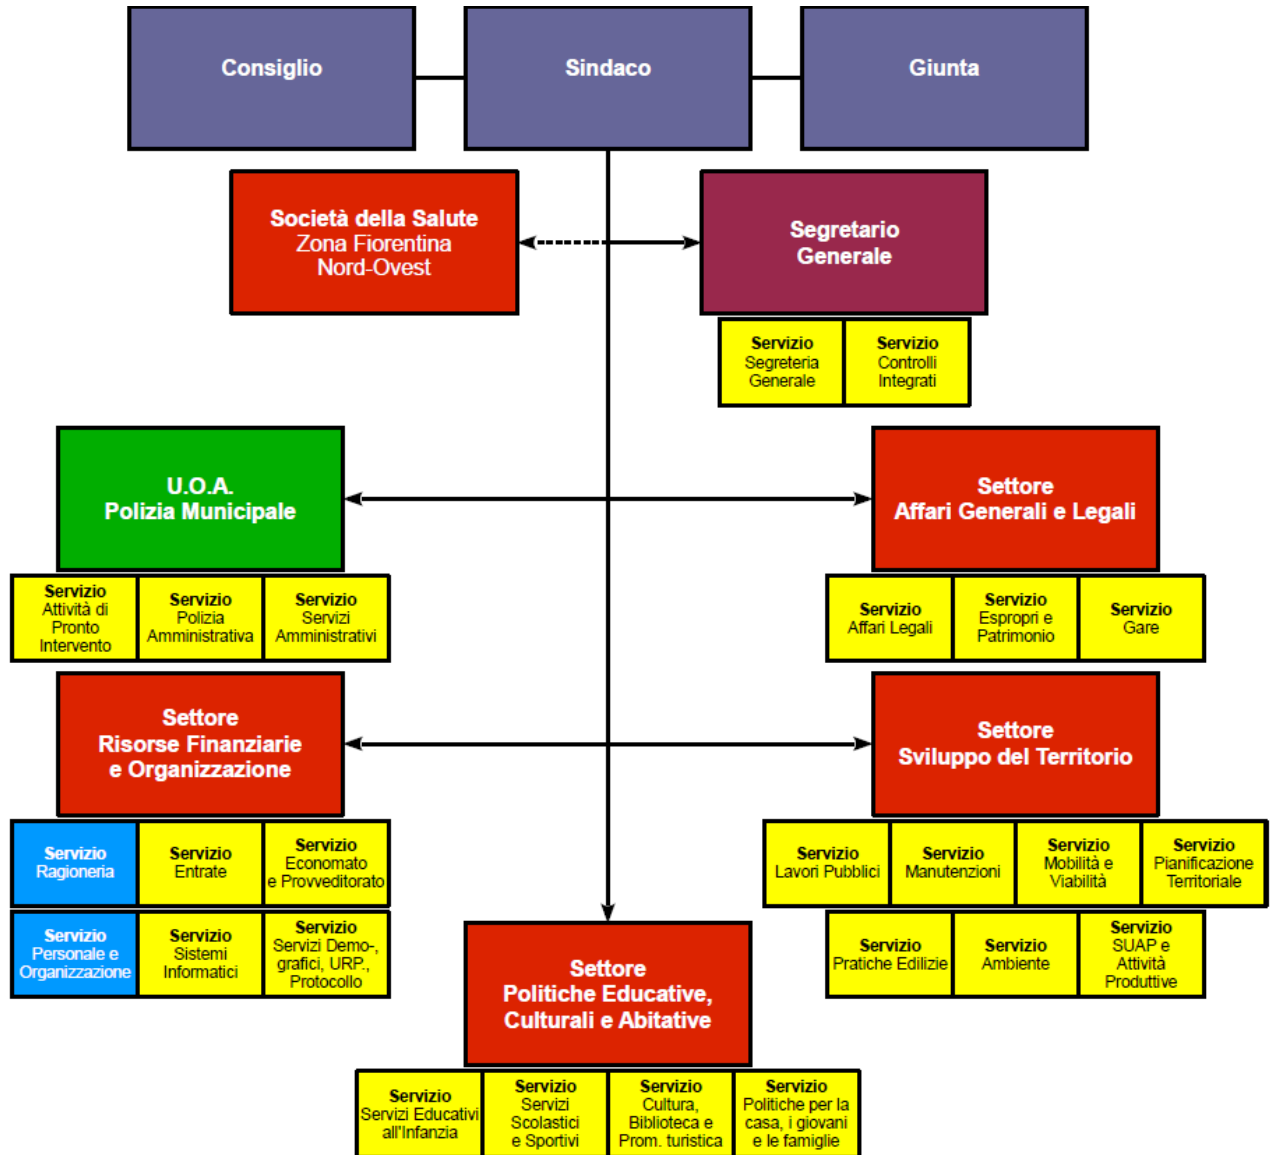 Consiglio
Sindaco
Giunta
Società della Salute
Zona Fiorentina
Nord-Ovest
Segretario
Generale
Servizio
Segreteria
Generale
Servizio
Controlli
Integrati
U.O.A.
Polizia Municipale
Servizio
Attività di
Pronto
Intervento
Servizio
Polizia
Amministrativa
Servizio
Servizi
Amministrativi
Settore
Affari Generali e Legali
Servizio
Affari Legali
Servizio
Espropri e
Patrimonio
Servizio
Gare
Settore
Risorse Finanziarie
e Organizzazione
Servizio
Ragioneria
Servizio
Entrate
Servizio
Economato
e Provveditorato
Servizio
Personale e
Organizzazione
Servizio
Sistemi
Informatici
Servizio
Servizi Demo-,
grafici, URP.,
Protocollo
Settore
Sviluppo del Territorio
Servizio
Lavori Pubblici
Servizio
Manutenzioni
Servizio
Mobilità e
Viabilità
Servizio
Pianificazione
Territoriale
Servizio
Pratiche Edilizie
Servizio
Ambiente
Servizio
SUAP e
Attività
Produttive
Settore
Politiche Educative,
Culturali e Abitative
Servizio
Servizi Educativi
all'Infanzia
Servizio
Servizi
Scolastici
e Sportivi
Servizio
Cultura,
Biblioteca e
Prom. turistica
Servizio
Politiche per la
casa, i giovani
e le famiglie